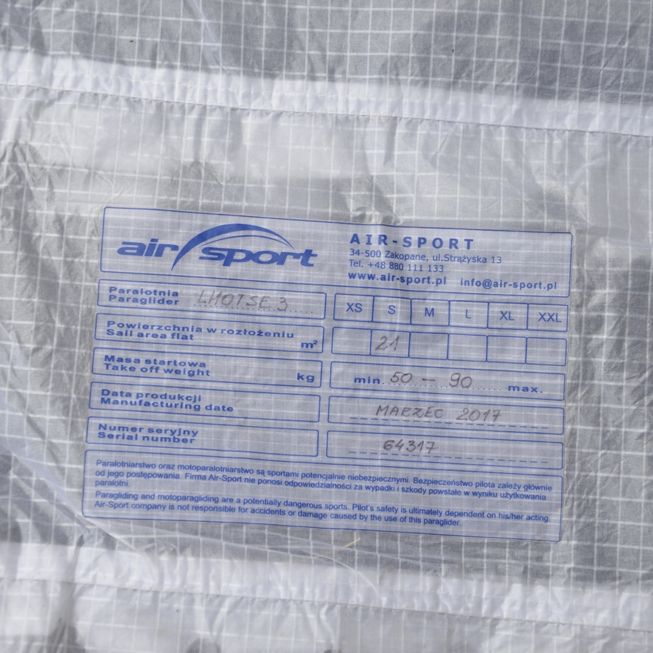 air sport
AIR-SPORT
34-500 Zakopane, ul.Strążyska 13
Tel. +48 880 111 133
www.air-sport.pl info@air-sport.pl
Paralotnia
Paraglider LHOTSE 3
XS S M L XL XXL
Powierzchnia w rozłożeniu
Sail area flat m² 21
Masa startowa
Take off weight kg min. 50 - 90 max.
Data produkcji
Manufacturing date MARZEC 2017
Numer seryjny
Serial number 64317
Paralotniarstwo oraz motoparalotniarstwo są sportami potencjalnie niebezpiecznymi. Bezpieczeństwo pilota zależy głównie
od jego postępowania. Firma Air-Sport nie ponosi odpowiedzialności za wypadki i szkody powstałe w wyniku użytkowania
paralotni.
Paragliding and motoparagliding are a potentially dangerous sports. Pilot's safety is ultimately dependent on his/her acting.
Air-Sport company is not responsible for accidents or damage caused by the use of this paraglider.